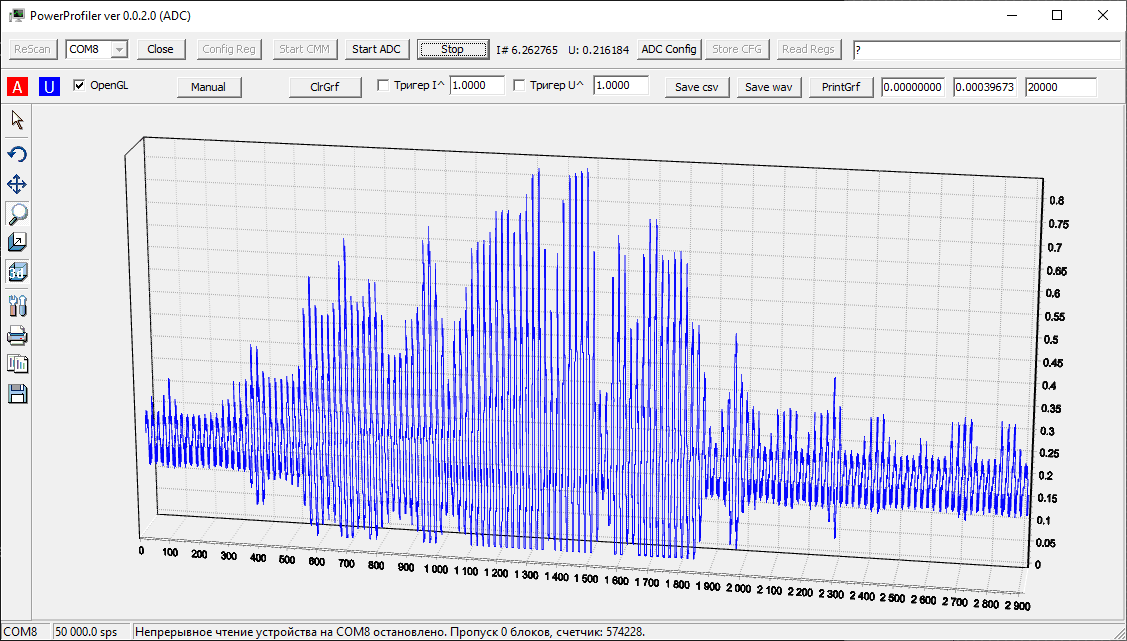 PowerProfiler ver 0.0.2.0 (ADC)
ReScan COM8 Close Config Reg Start CMM Start ADC Stop I# 6.262765 U: 0.216184 ADC Config Store CFG Read Regs ?
A U OpenGL Manual ClrGrf Тригер I^ 1.0000 Тригер U^ 1.0000 Save csv Save wav PrintGrf 0.00000000 0.00039673 20000
3d
0.8
0.75
0.7
0.65
0.6
0.55
0.5
0.45
0.4
0.35
0.3
0.25
0.2
0.15
0.1
0.05
0
0 100 200 300 400 500 600 700 800 900 1 000 1 100 1 200 1 300 1 400 1 500 1 600 1 700 1 800 1 900 2 000 2 100 2 200 2 300 2 400 2 500 2 600 2 700 2 800 2 900
COM8 50 000.0 sps Непрерывное чтение устройства на COM8 остановлено. Пропуск 0 блоков, счетчик: 574228.